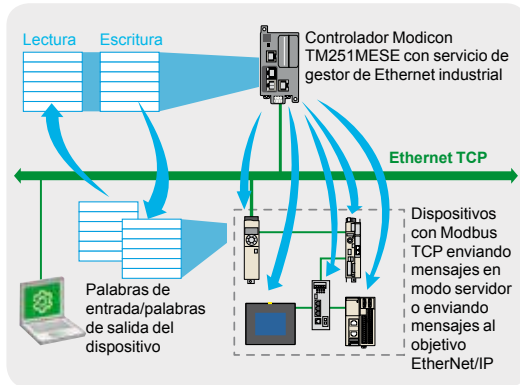 Lectura Escritura
Controlador Modicon
TM251MESE con servicio de
gestor de Ethernet industrial
Ethernet TCP
Palabras de
entrada/palabras
de salida del
dispositivo
Dispositivos
con Modbus
TCP enviando
mensajes en
modo servidor
o enviando
mensajes al
objetivo
EtherNet/IP